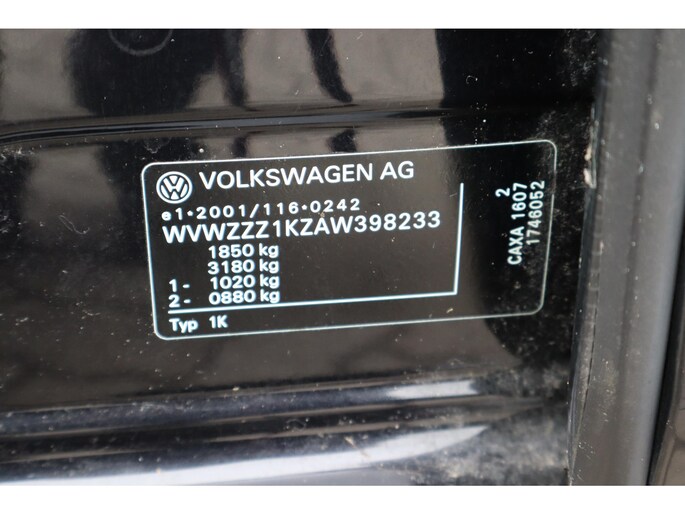 VOLKSWAGEN AG
e1*2001/116*0242
WVWZZZ1KZAW398233
1850 kg
3180 kg
1- 1020 kg
2- 0880 kg
Typ 1K
2
CAXA 1607
1746052